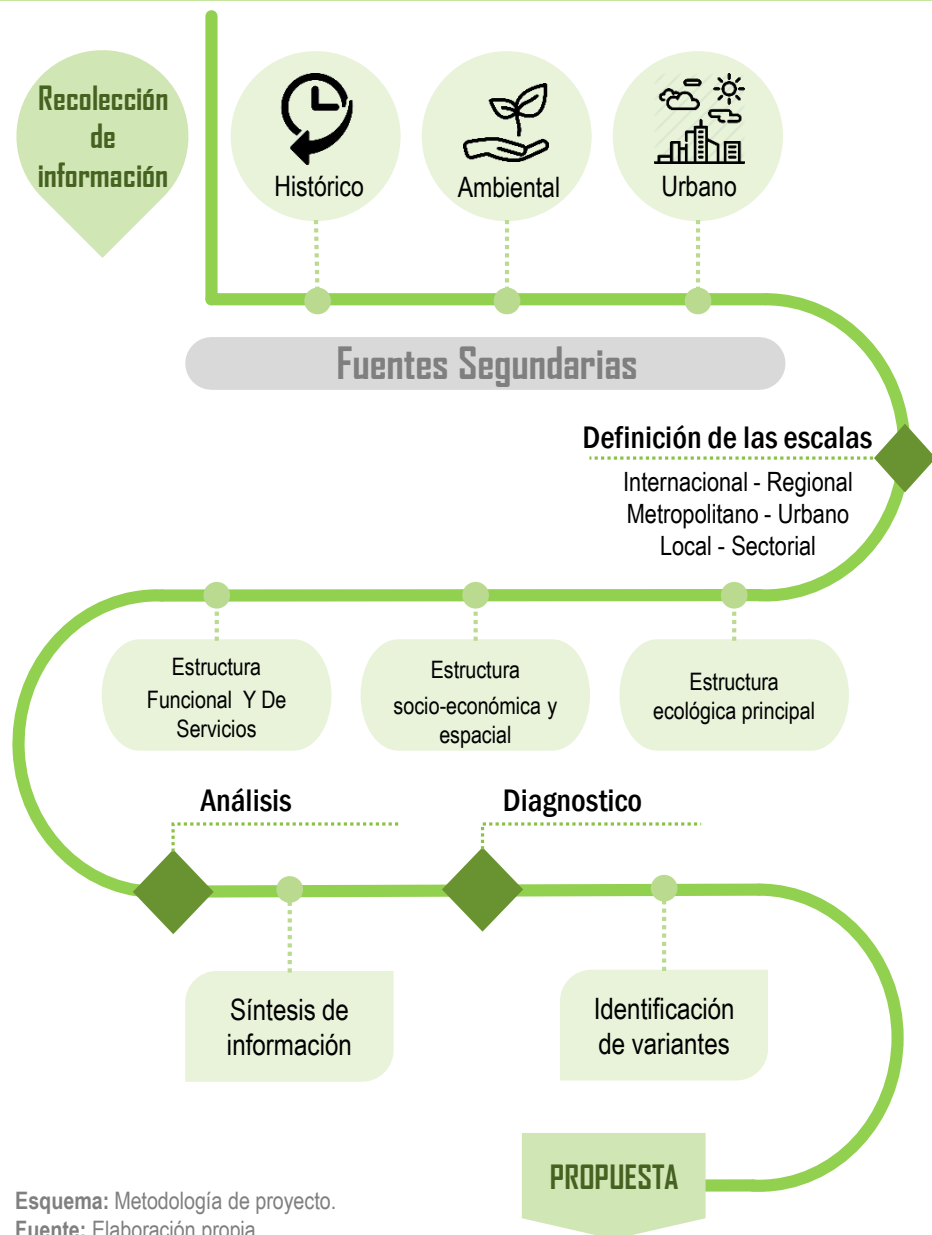 Recolección
de
información
Histórico
Ambiental
Urbano
Fuentes Segundarias
Definición de las escalas
Internacional - Regional
Metropolitano - Urbano
Local - Sectorial
Estructura
Funcional Y De
Servicios
Estructura
socio-económica y
espacial
Estructura
ecológica principal
Análisis
Diagnostico
Síntesis de
información
Identificación
de variantes
PROPUESTA
Esquema: Metodología de proyecto.
Fuente: Elaboración propia